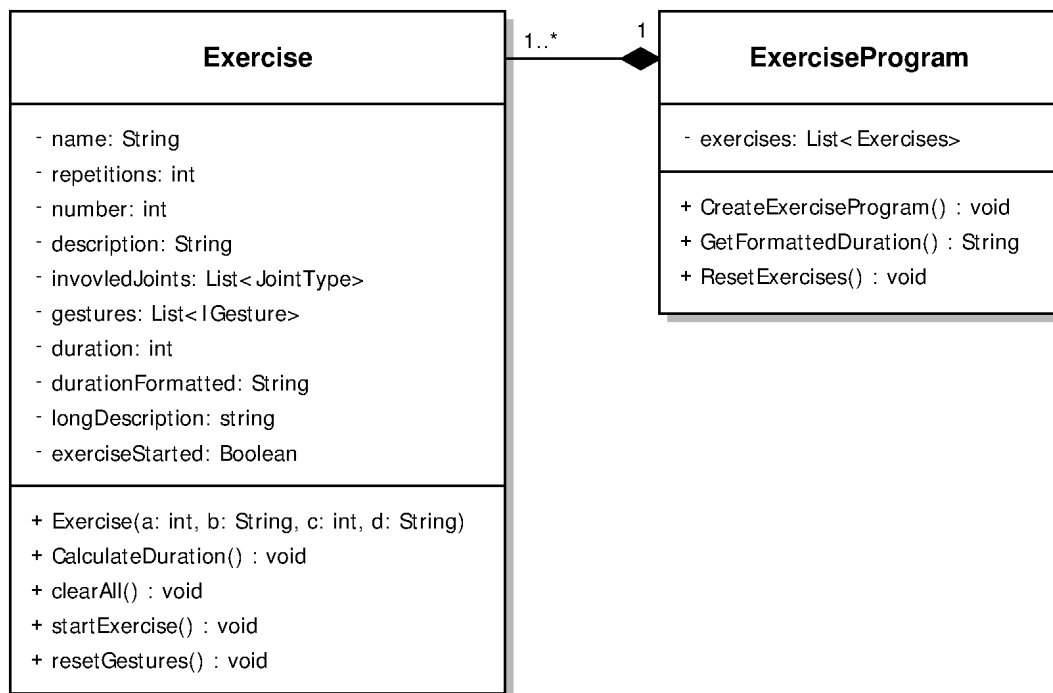 Exercise
- name: String
- repetitions: int
- number: int
- description: String
- invovledJoints: List<JointType>
- gestures: List<IGesture>
- duration: int
- durationFormatted: String
- longDescription: string
- exerciseStarted: Boolean
+ Exercise(a: int, b: String, c: int, d: String)
+ CalculateDuration() : void
+ clearAll() : void
+ startExercise() : void
+ resetGestures() : void
1..*
1
ExerciseProgram
- exercises: List<Exercises>
+ CreateExerciseProgram() : void
+ GetFormattedDuration() : String
+ ResetExercises() : void